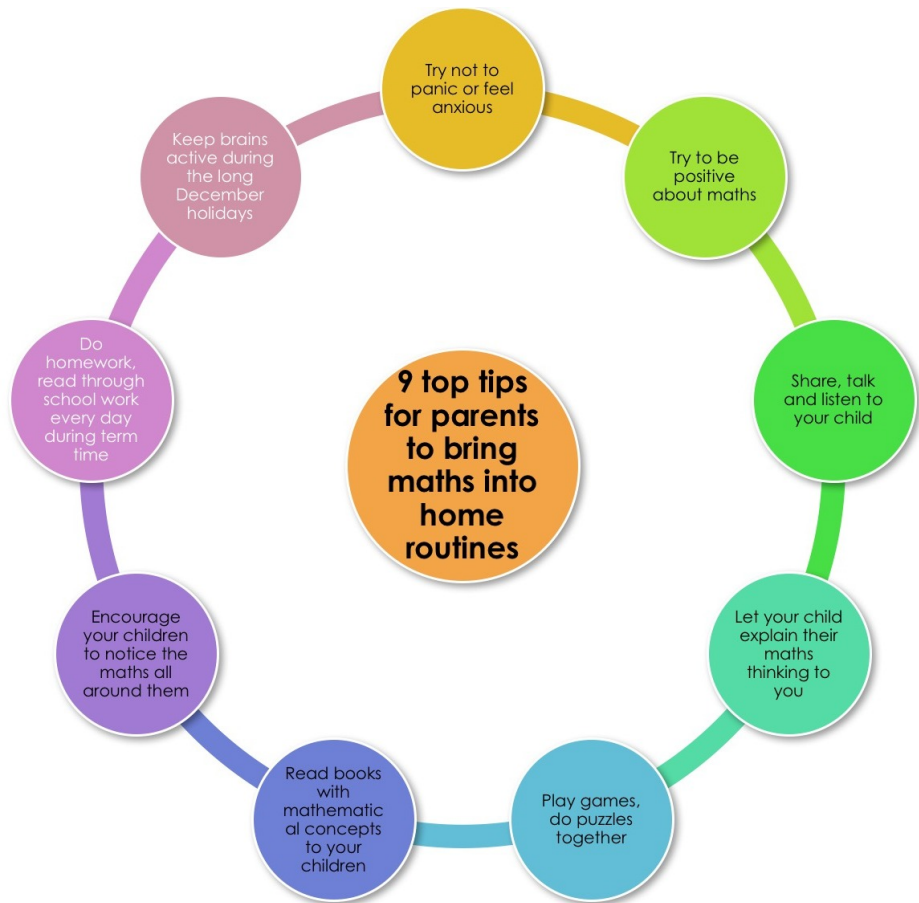 9 top tips
for parents
to bring
maths into
home
routines
Try not to
panic or feel
anxious
Try to be
positive
about maths
Share, talk
and listen to
your child
Let your child
explain their
maths
thinking to
you
Play games,
do puzzles
together
Read books
with
mathematic
al concepts
to your
children
Encourage
your children
to notice the
maths all
around them
Do
homework,
read through
school work
every day
during term
time
Keep brains
active during
the long
December
holidays